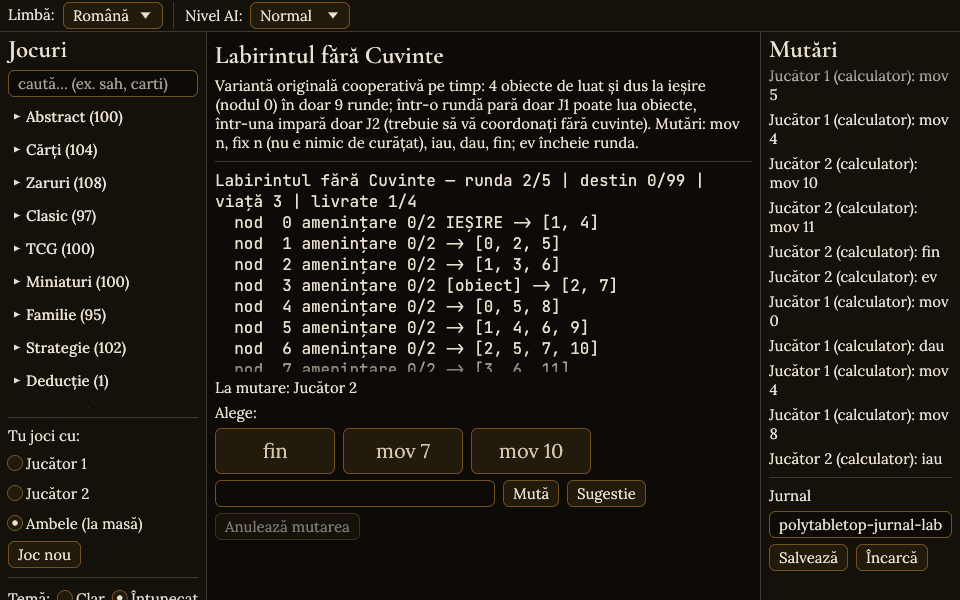 Limbă: Română Nivel AI: Normal
Jocuri
caută... (ex. sah, carti)
Abstract (100)
Cărți (104)
Zaruri (108)
Clasic (97)
TCG (100)
Miniaturi (100)
Familie (95)
Strategie (102)
Deducție (1)
Tu joci cu:
Jucător 1
Jucător 2
Ambele (la masă)
Joc nou
Temă: Clar Întunecat
Labirintul fără Cuvinte
Variantă originală cooperativă pe timp: 4 obiecte de luat și dus la ieșire
(nodul 0) în doar 9 runde; într-o rundă pară doar J1 poate lua obiecte,
într-una impară doar J2 (trebuie să vă coordonați fără cuvinte). Mutări: mov
n, fix n (nu e nimic de curățat), iau, dau, fin; ev încheie runda.
Labirintul fără Cuvinte — runda 2/5 | destin 0/99 |
viață 3 | livrate 1/4
nod 0 amenințare 0/2 IEȘIRE -> [1, 4]
nod 1 amenințare 0/2 -> [0, 2, 5]
nod 2 amenințare 0/2 -> [1, 3, 6]
nod 3 amenințare 0/2 [obiect] -> [2, 7]
nod 4 amenințare 0/2 -> [0, 5, 8]
nod 5 amenințare 0/2 -> [1, 4, 6, 9]
nod 6 amenințare 0/2 -> [2, 5, 7, 10]
nod 7 amenințare 0/2 -> [3, 6, 11]
La mutare: Jucător 2
Alege:
fin mov 7 mov 10
Mută Sugestie
Anulează mutarea
Mutări
Jucător 1 (calculator): mov
5
Jucător 1 (calculator): mov
4
Jucător 2 (calculator):
mov 10
Jucător 2 (calculator):
mov 11
Jucător 2 (calculator): fin
Jucător 2 (calculator): ev
Jucător 1 (calculator): mov
0
Jucător 1 (calculator): dau
Jucător 1 (calculator): mov
4
Jucător 1 (calculator): mov
8
Jucător 2 (calculator): iau
Jurnal
polytabletop-jurnal-lab
Salvează Încarcă